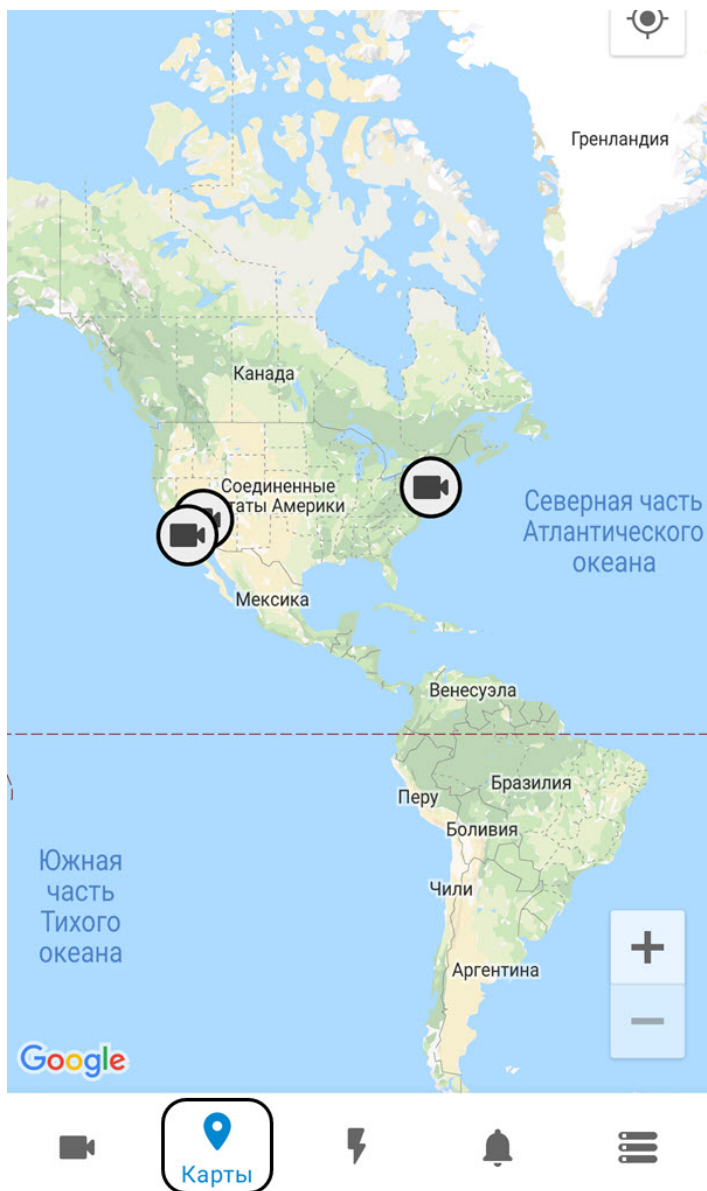 Гренландия
Канада
Соединенные
таты Америки
Северная часть
Атлантического
океана
Мексика
Венесуэла
Бразилия
Перу
Боливия
Южная
часть
Тихого
океана
Чили
Аргентина
Google
Карты